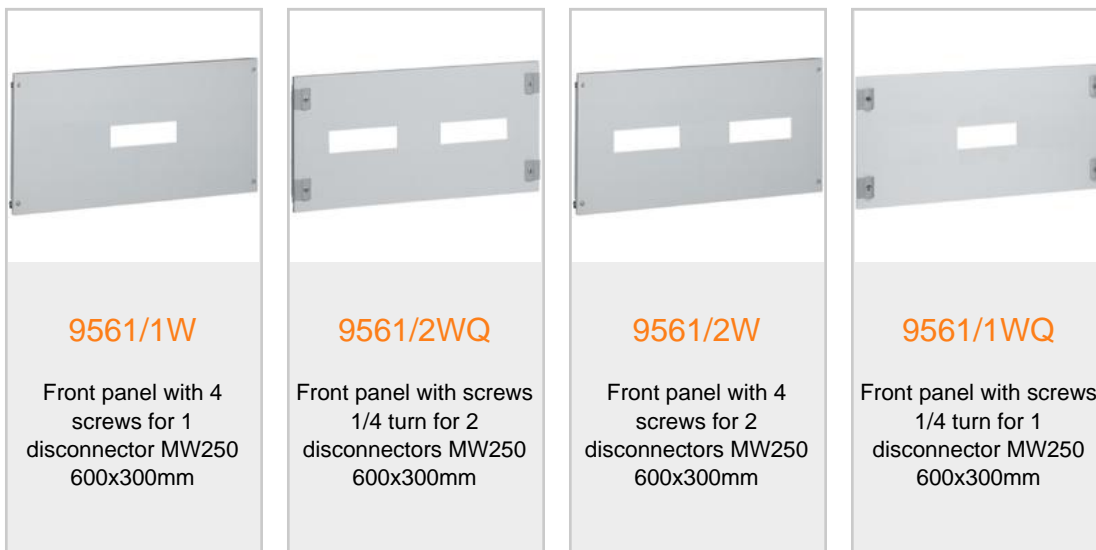 9561/1W
Front panel with 4
screws for 1
disconnector MW250
600x300mm
9561/2WQ
Front panel with screws
1/4 turn for 2
disconnectors MW250
600x300mm
9561/2W
Front panel with 4
screws for 2
disconnectors MW250
600x300mm
9561/1WQ
Front panel with screws
1/4 turn for 1
disconnector MW250
600x300mm